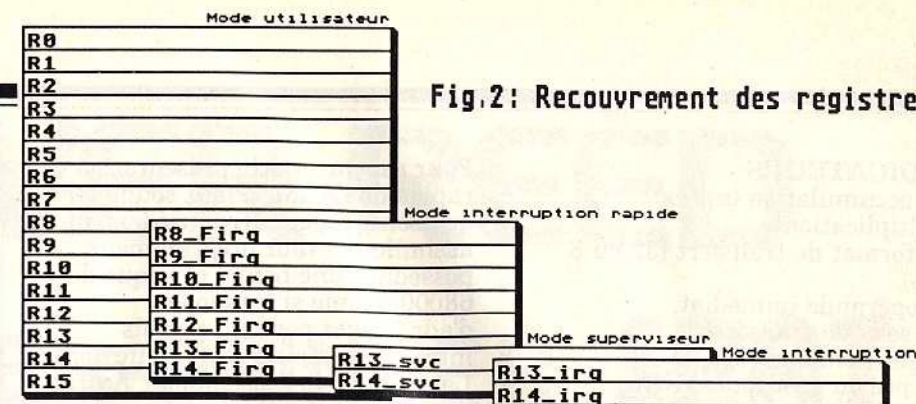 Mode utilisateur
R0
R1
R2
Fig.2: Recouvrement des registre
R3
R4
R5
R6
R7
R8
Mode interruption rapide
R8_Firq
R9
R9_Firq
R10
R10_Firq
R11
R11_Firq
R12
R12_Firq
R13
R13_Firq
Mode superviseur
R13_svc
Mode interruption
R13_irq
R14
R14_Firq
R14_svc
R14_irq
R15